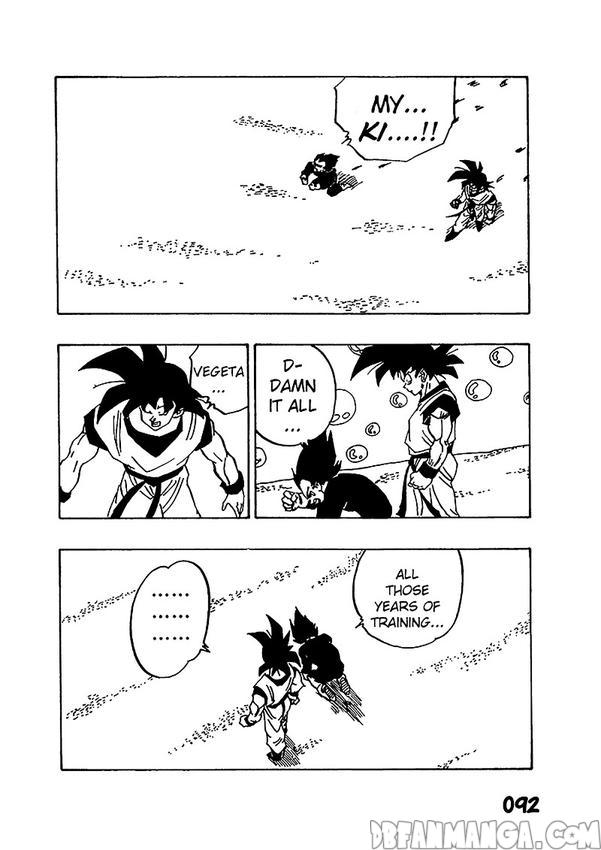 MY...
KI....!!
D-
DAMN
IT ALL
...
VEGETA
...
ALL
THOSE
YEARS OF
TRAINING...
......
......
......
092
DBFANMANGA.COM